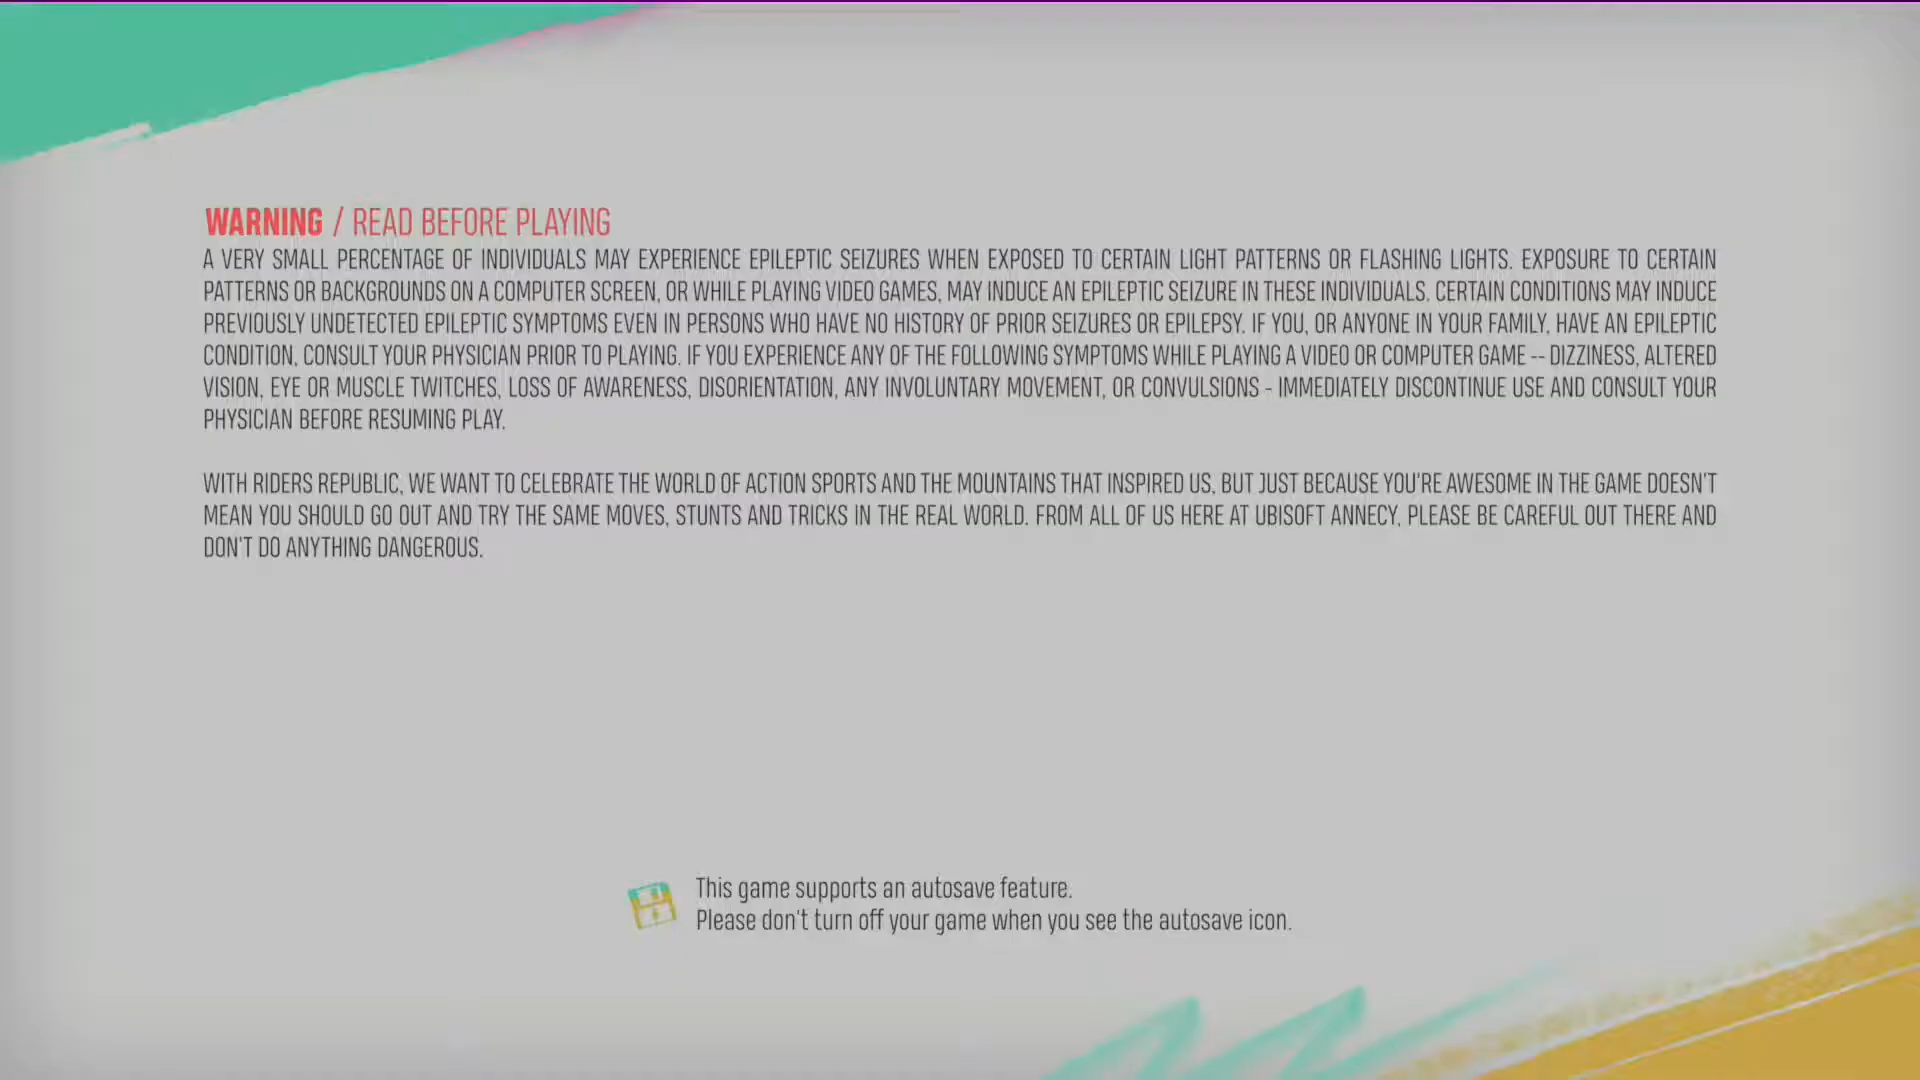 WARNING / READ BEFORE PLAYING
A VERY SMALL PERCENTAGE OF INDIVIDUALS MAY EXPERIENCE EPILEPTIC SEIZURES WHEN EXPOSED TO CERTAIN LIGHT PATTERNS OR FLASHING LIGHTS. EXPOSURE TO CERTAIN
PATTERNS OR BACKGROUNDS ON A COMPUTER SCREEN, OR WHILE PLAYING VIDEO GAMES, MAY INDUCE AN EPILEPTIC SEIZURE IN THESE INDIVIDUALS. CERTAIN CONDITIONS MAY INDUCE
PREVIOUSLY UNDETECTED EPILEPTIC SYMPTOMS EVEN IN PERSONS WHO HAVE NO HISTORY OF PRIOR SEIZURES OR EPILEPSY. IF YOU, OR ANYONE IN YOUR FAMILY, HAVE AN EPILEPTIC
CONDITION, CONSULT YOUR PHYSICIAN PRIOR TO PLAYING. IF YOU EXPERIENCE ANY OF THE FOLLOWING SYMPTOMS WHILE PLAYING A VIDEO OR COMPUTER GAME -- DIZZINESS, ALTERED
VISION, EYE OR MUSCLE TWITCHES, LOSS OF AWARENESS, DISORIENTATION, ANY INVOLUNTARY MOVEMENT, OR CONVULSIONS - IMMEDIATELY DISCONTINUE USE AND CONSULT YOUR
PHYSICIAN BEFORE RESUMING PLAY.
WITH RIDERS REPUBLIC, WE WANT TO CELEBRATE THE WORLD OF ACTION SPORTS AND THE MOUNTAINS THAT INSPIRED US, BUT JUST BECAUSE YOU'RE AWESOME IN THE GAME DOESN'T
MEAN YOU SHOULD GO OUT AND TRY THE SAME MOVES, STUNTS AND TRICKS IN THE REAL WORLD. FROM ALL OF US HERE AT UBISOFT ANNECY, PLEASE BE CAREFUL OUT THERE AND
DON'T DO ANYTHING DANGEROUS.
This game supports an autosave feature.
Please don't turn off your game when you see the autosave icon.